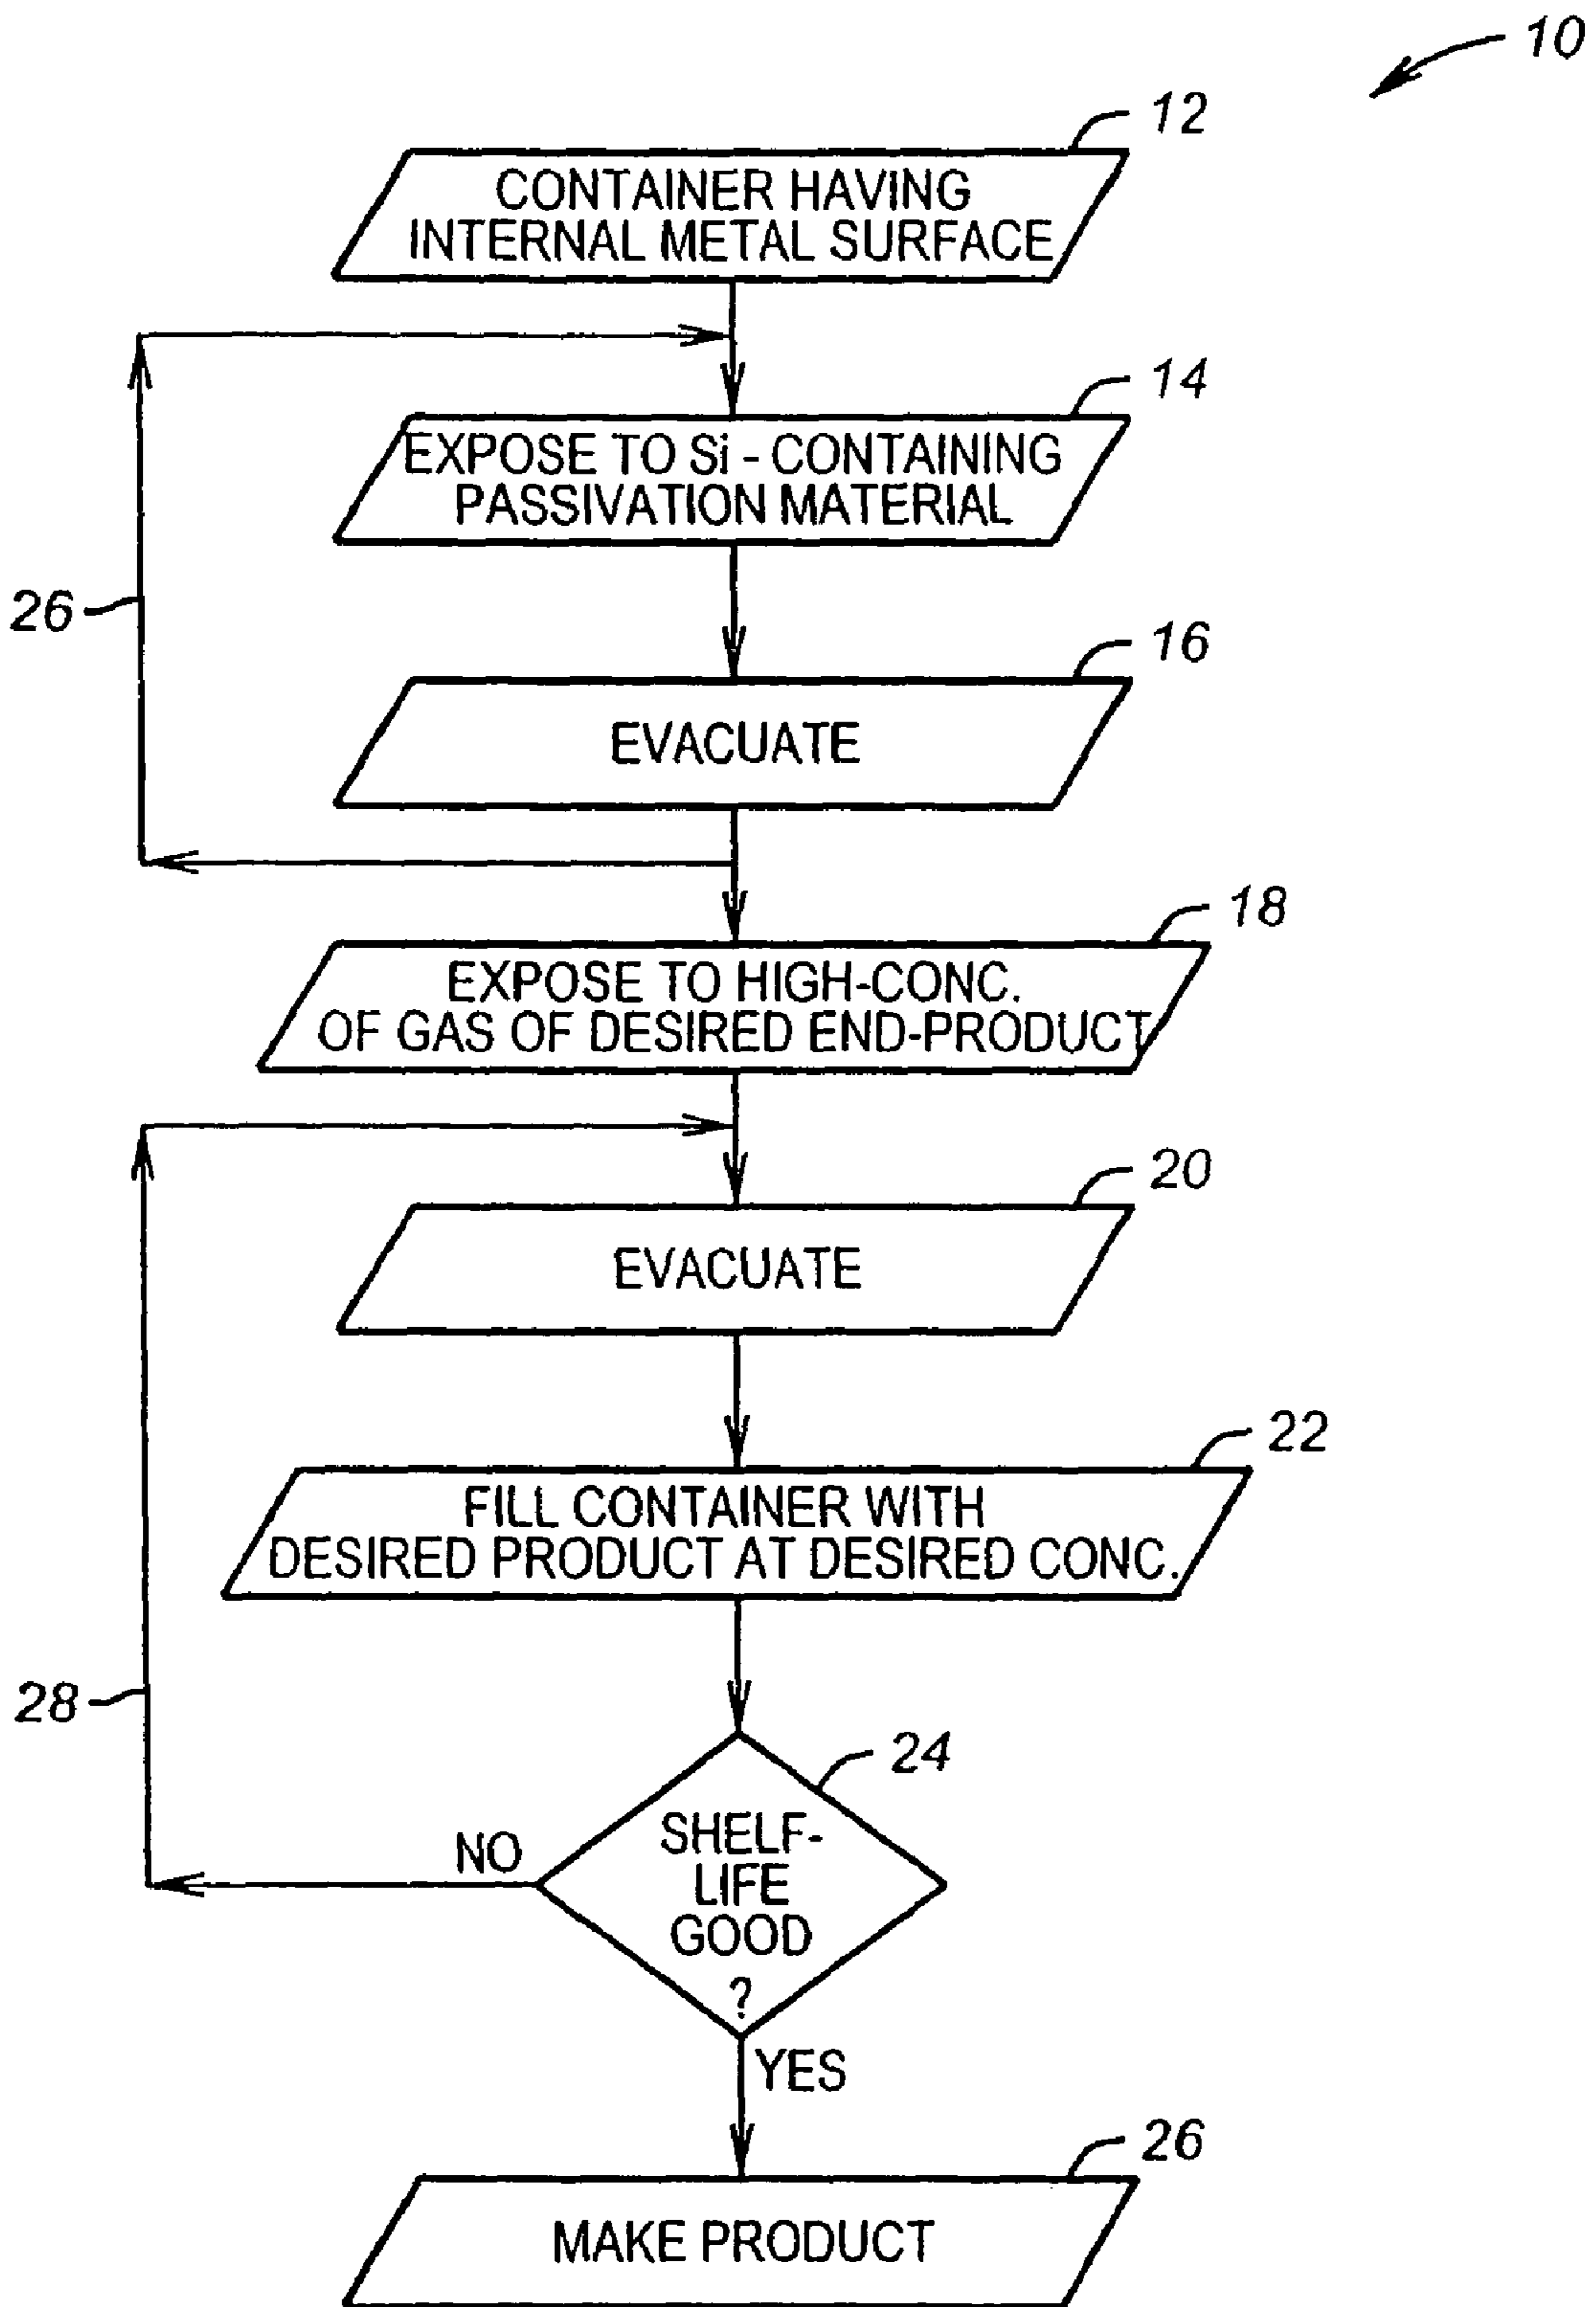 10
12
CONTAINER HAVING
INTERNAL METAL SURFACE
14
EXPOSE TO Si - CONTAINING
PASSIVATION MATERIAL
26
16
EVACUATE
18
EXPOSE TO HIGH-CONC.
OF GAS OF DESIRED END-PRODUCT
20
EVACUATE
22
FILL CONTAINER WITH
DESIRED PRODUCT AT DESIRED CONC.
28
24
SHELF-
LIFE
GOOD
?
NO
YES
26
MAKE PRODUCT